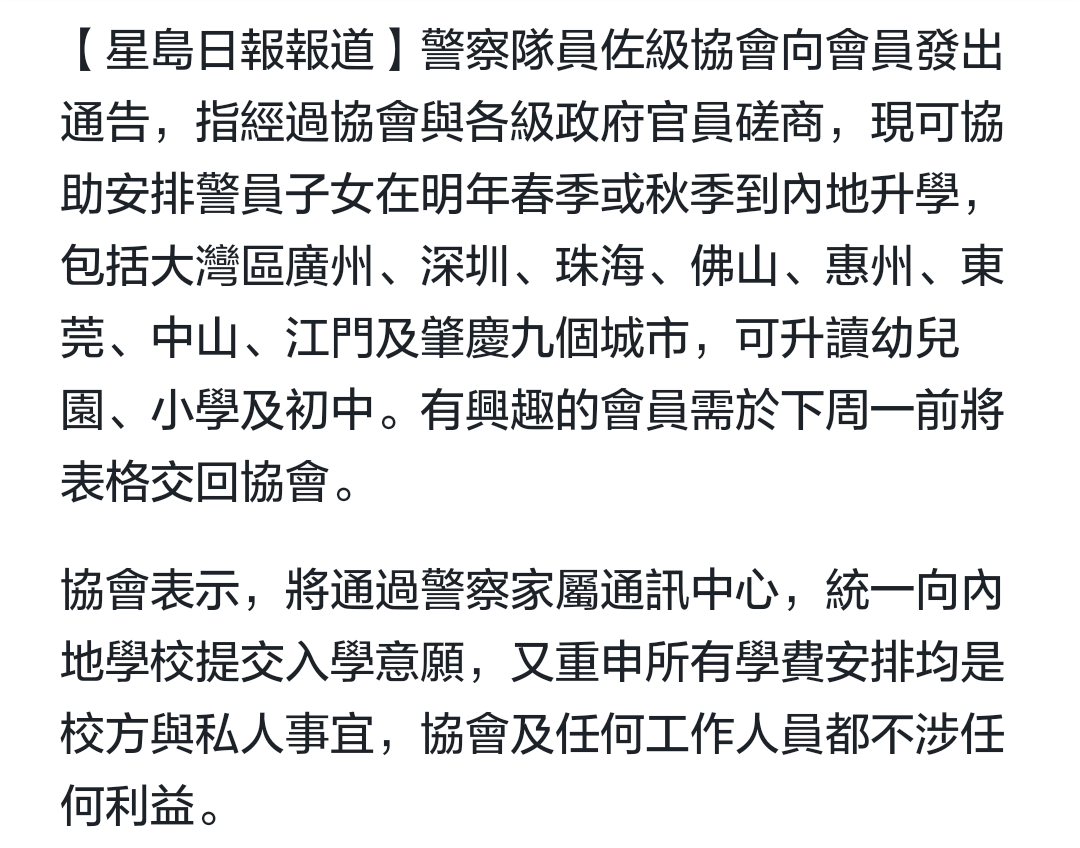 【星島日報報道】警察隊員佐級協會向會員發出
通告，指經過協會與各級政府官員磋商，現可協
助安排警員子女在明年春季或秋季到內地升學，
包括大灣區廣州、深圳、珠海、佛山、惠州、東
莞、中山、江門及肇慶九個城市，可升讀幼兒
園、小學及初中。有興趣的會員需於下周一前將
表格交回協會。
協會表示，將通過警察家屬通訊中心，統一向內
地學校提交入學意願，又重申所有學費安排均是
校方與私人事宜，協會及任何工作人員都不涉任
何利益。